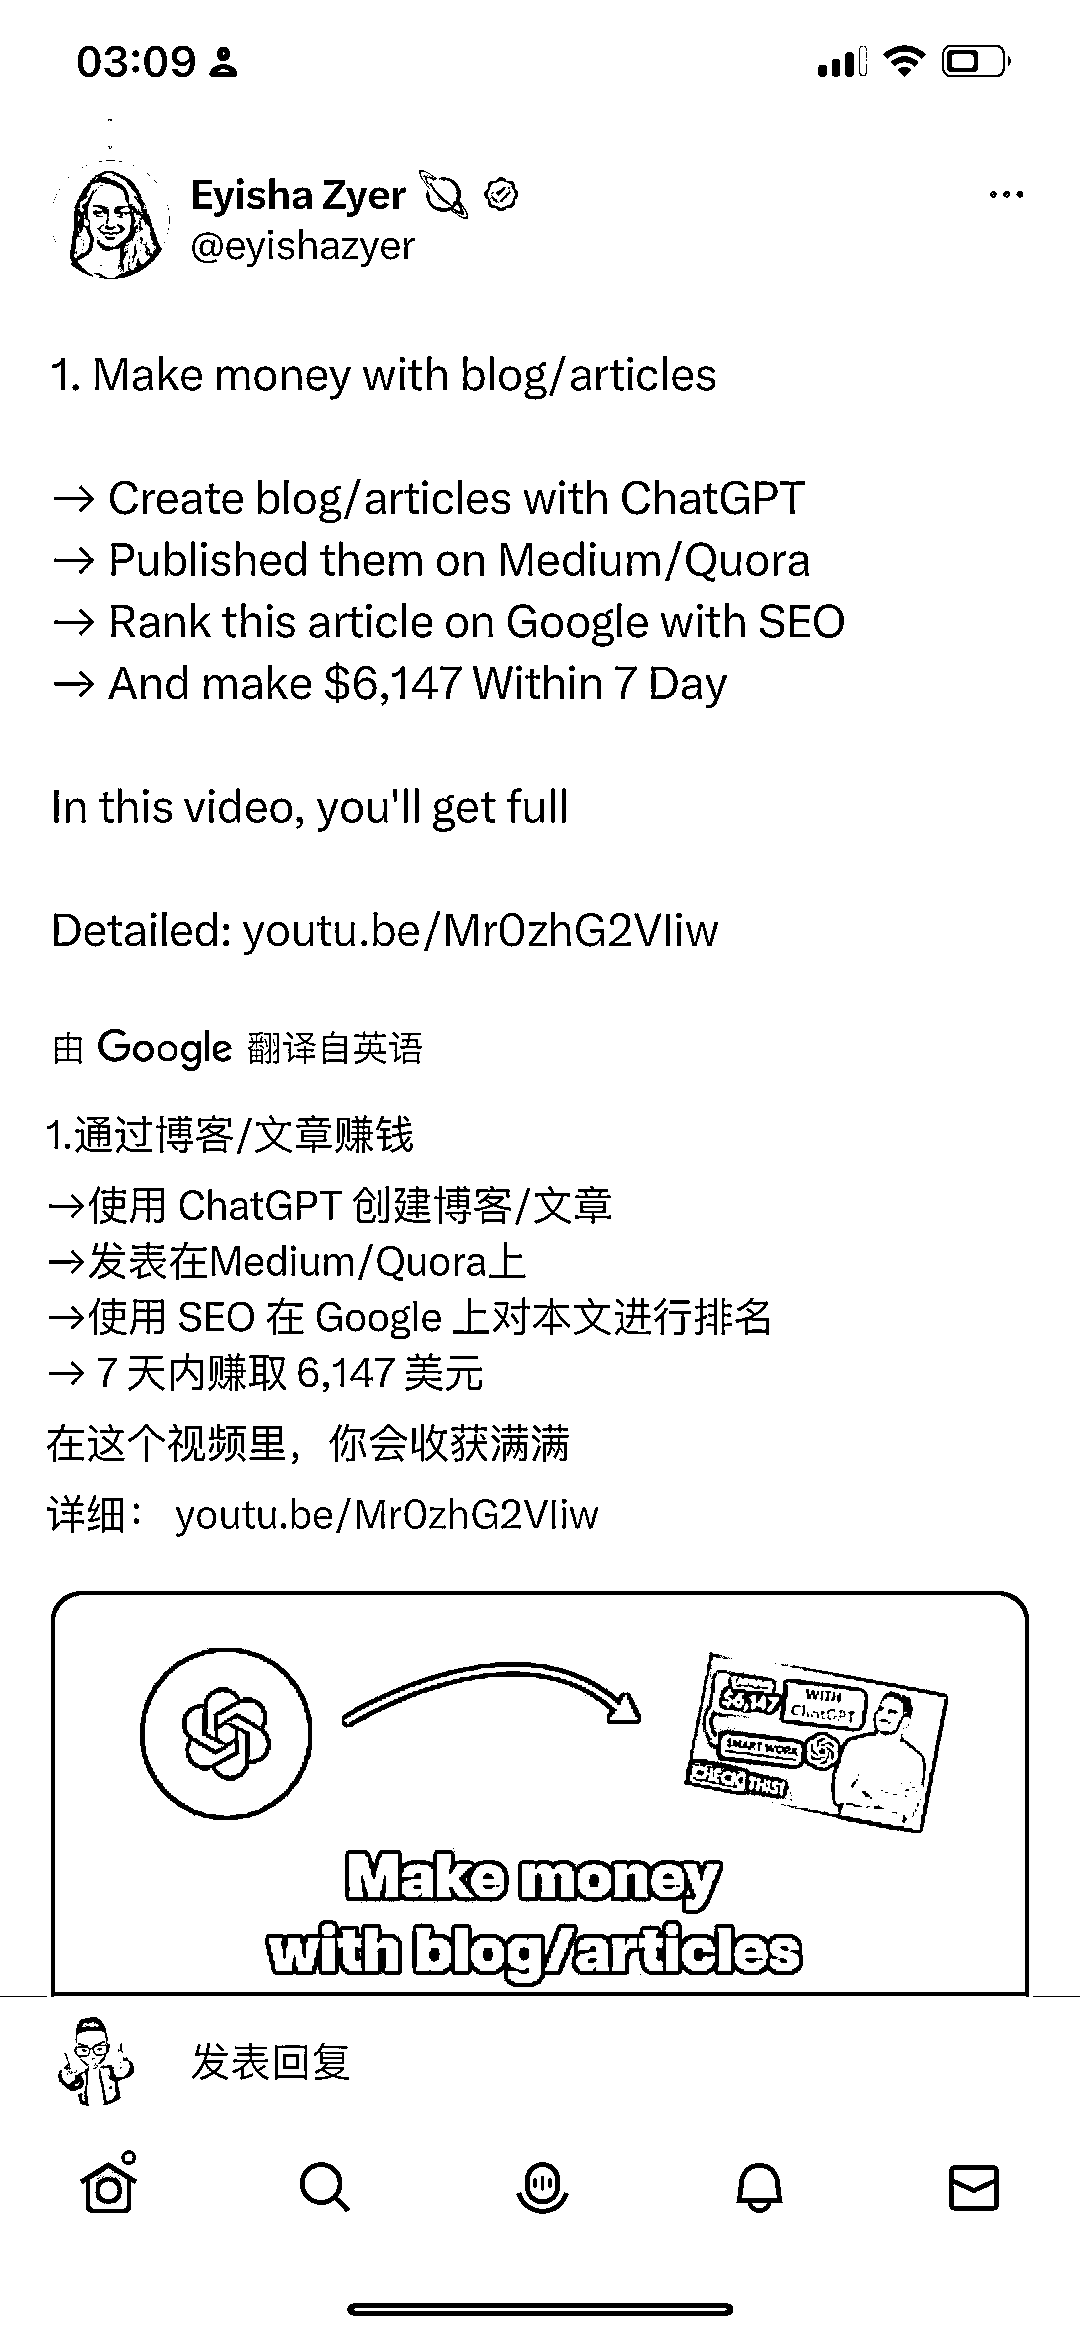 03:09
Eyisha Zyer
@eyishazyer
1. Make money with blog/articles
→ Create blog/articles with ChatGPT
→ Published them on Medium/Quora
→ Rank this article on Google with SEO
→ And make $6,147 Within 7 Day
In this video, you'll get full
Detailed: youtu.be/Mr0zhG2VIiw
由 Google 翻译自英语
1.通过博客/文章赚钱
→使用 ChatGPT 创建博客/文章
→发表在Medium/Quora上
→使用 SEO 在 Google 上对本文进行排名
→ 7 天内赚取 6,147 美元
在这个视频里，你会收获满满
详细： youtu.be/Mr0zhG2VIiw
$6,147
WITH
ChatGPT
SMART WORK
CHECK THIS!
Make money
with blog/articles
发表回复